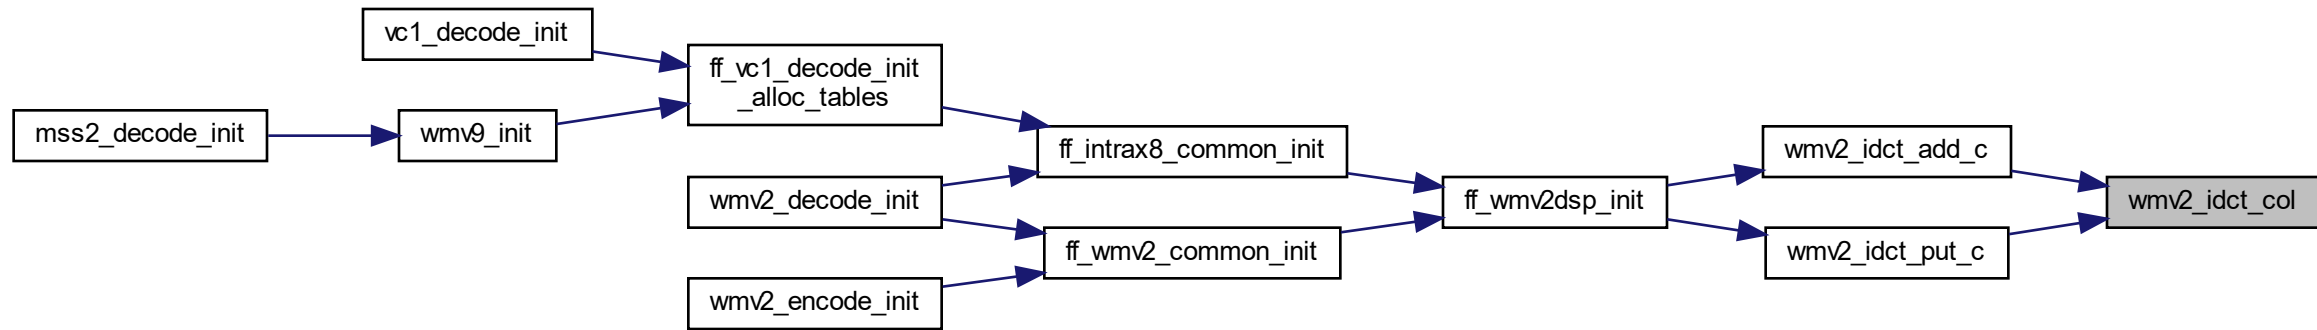 vc1_decode_init
ff_vc1_decode_init
_alloc_tables
mss2_decode_init
wmv9_init
ff_intrax8_common_init
wmv2_idct_add_c
wmv2_decode_init
ff_wmv2dsp_init
wmv2_idct_col
ff_wmv2_common_init
wmv2_idct_put_c
wmv2_encode_init